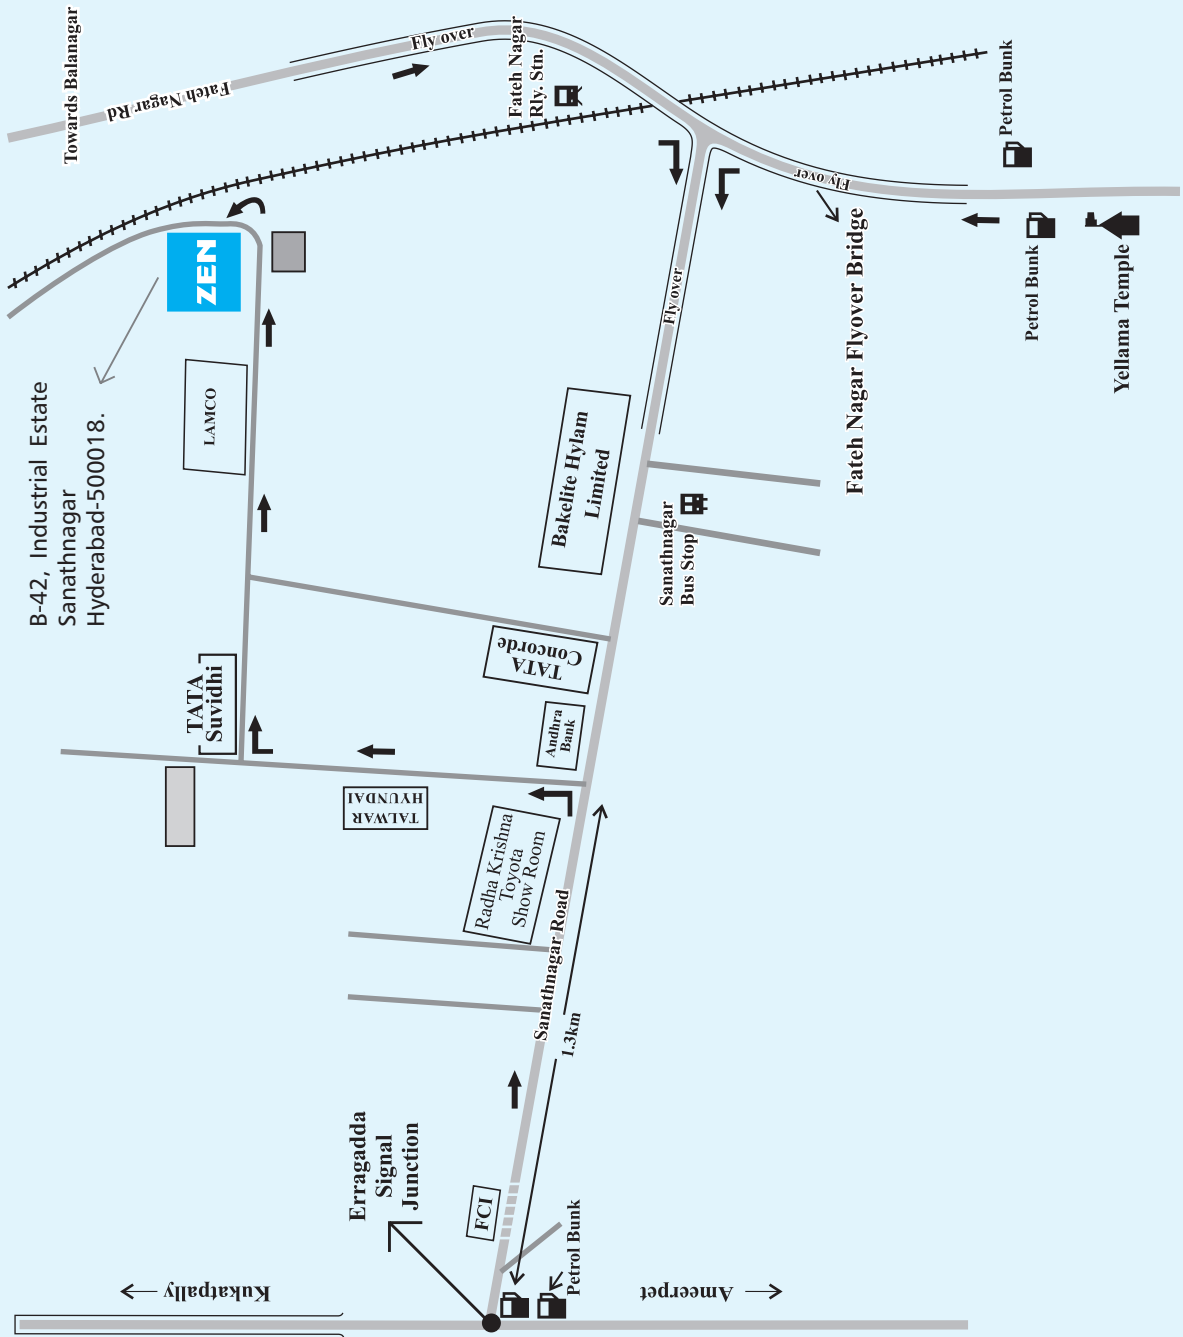 Towards Balanagar
Fateh Nagar Rd
Fly over
Fateh Nagar
Rly. Stn.
Petrol Bunk
Fly over
ZEN
Fly over
Fateh Nagar Flyover Bridge
Petrol Bunk
Yellama Temple
B-42, Industrial Estate
Sanathnagar
Hyderabad-500018.
LAMCO
Bakelite Hylam
Limited
Sanathnagar
Bus Stop
TATA
Concorde
TATA
Suvidhi
Andhra
Bank
TALWAR
HYUNDAI
Radha Krishna
Toyota
Show Room
Sanathnagar Road
1.3km
Erragadda
Signal
Junction
FCI
Petrol Bunk
Kukatpally
Ameerpet